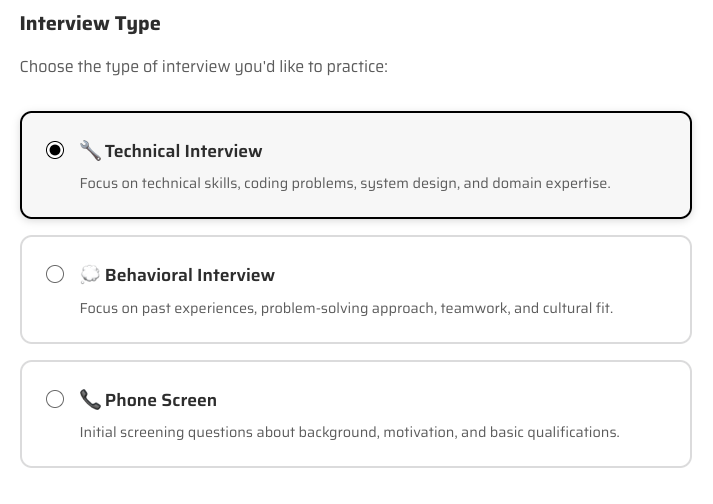 Interview Type
Choose the type of interview you'd like to practice:
🔧 Technical Interview
Focus on technical skills, coding problems, system design, and domain expertise.
💭 Behavioral Interview
Focus on past experiences, problem-solving approach, teamwork, and cultural fit.
📞 Phone Screen
Initial screening questions about background, motivation, and basic qualifications.